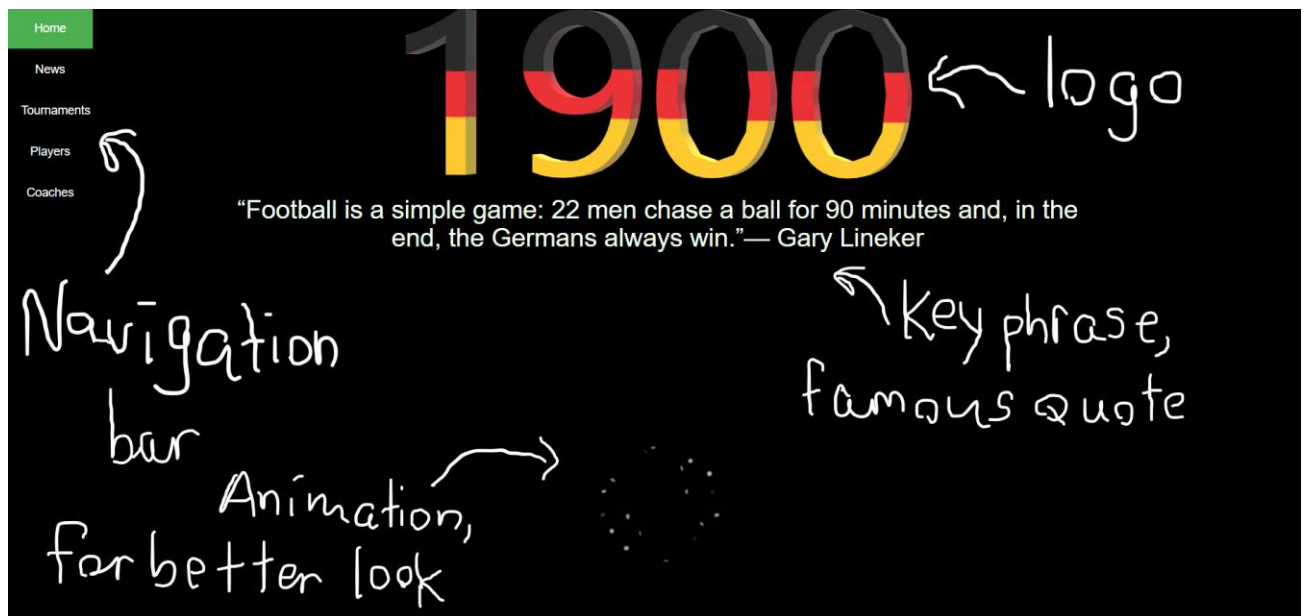 Home
News
Tournaments
Players
Coaches
1900
logo
“Football is a simple game: 22 men chase a ball for 90 minutes and, in the
end, the Germans always win.”— Gary Lineker
Navigation
bar
Key phrase,
famous quote
Animation,
for better look